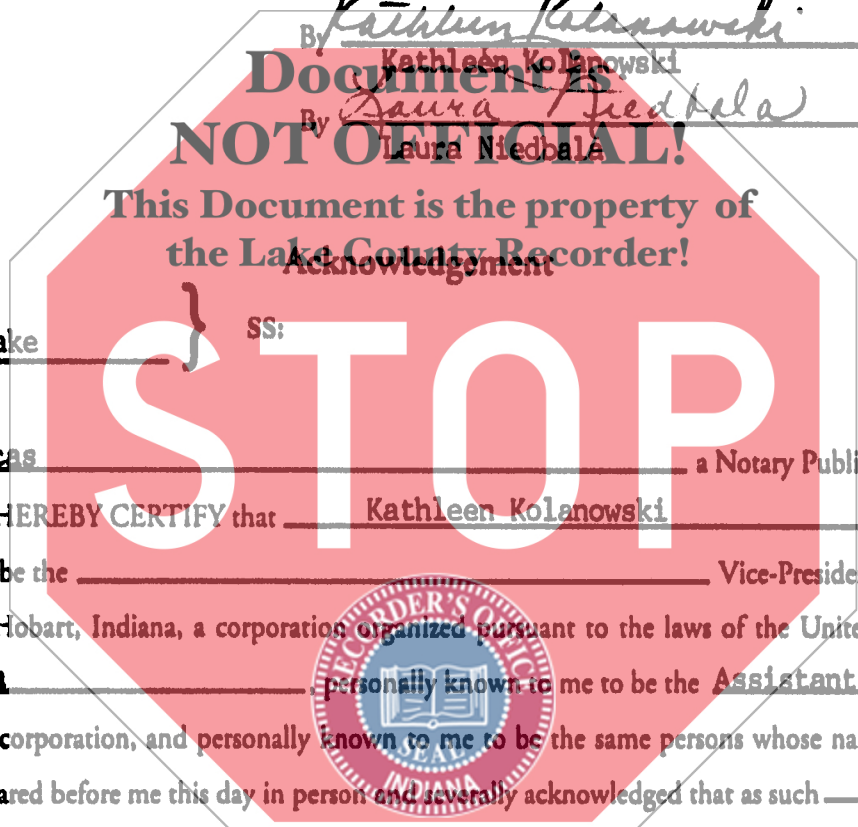 By Kathleen Kolanowski
Kathleen Kolanowski
Document is
By Laura Niedbala
NOT OFFICIAL!
Laura Niedbala
This Document is the property of
the Lake County Recorder!
Acknowledgement
ake } SS:
STOP
as a Notary Publi
HEREBY CERTIFY that Kathleen Kolanowski
be the Vice-Preside
Hobart, Indiana, a corporation organized pursuant to the laws of the Unite
, personally known to me to be the Assistant
corporation, and personally known to me to be the same persons whose na
ared before me this day in person and severally acknowledged that as such
RECORDER'S OFFICE
SEAL
INDIANA